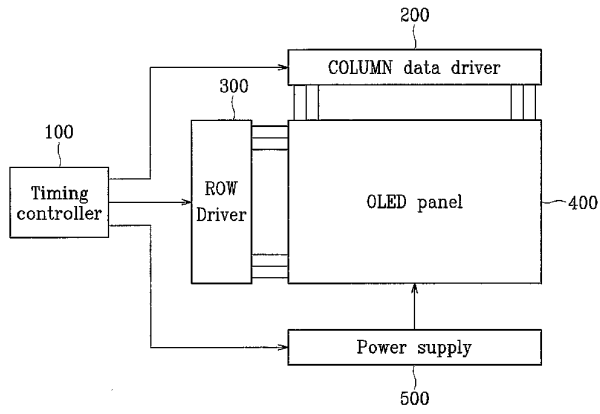 200
COLUMN data driver
300
100
Timing
controller
ROW
Driver
OLED panel
400
Power supply
500